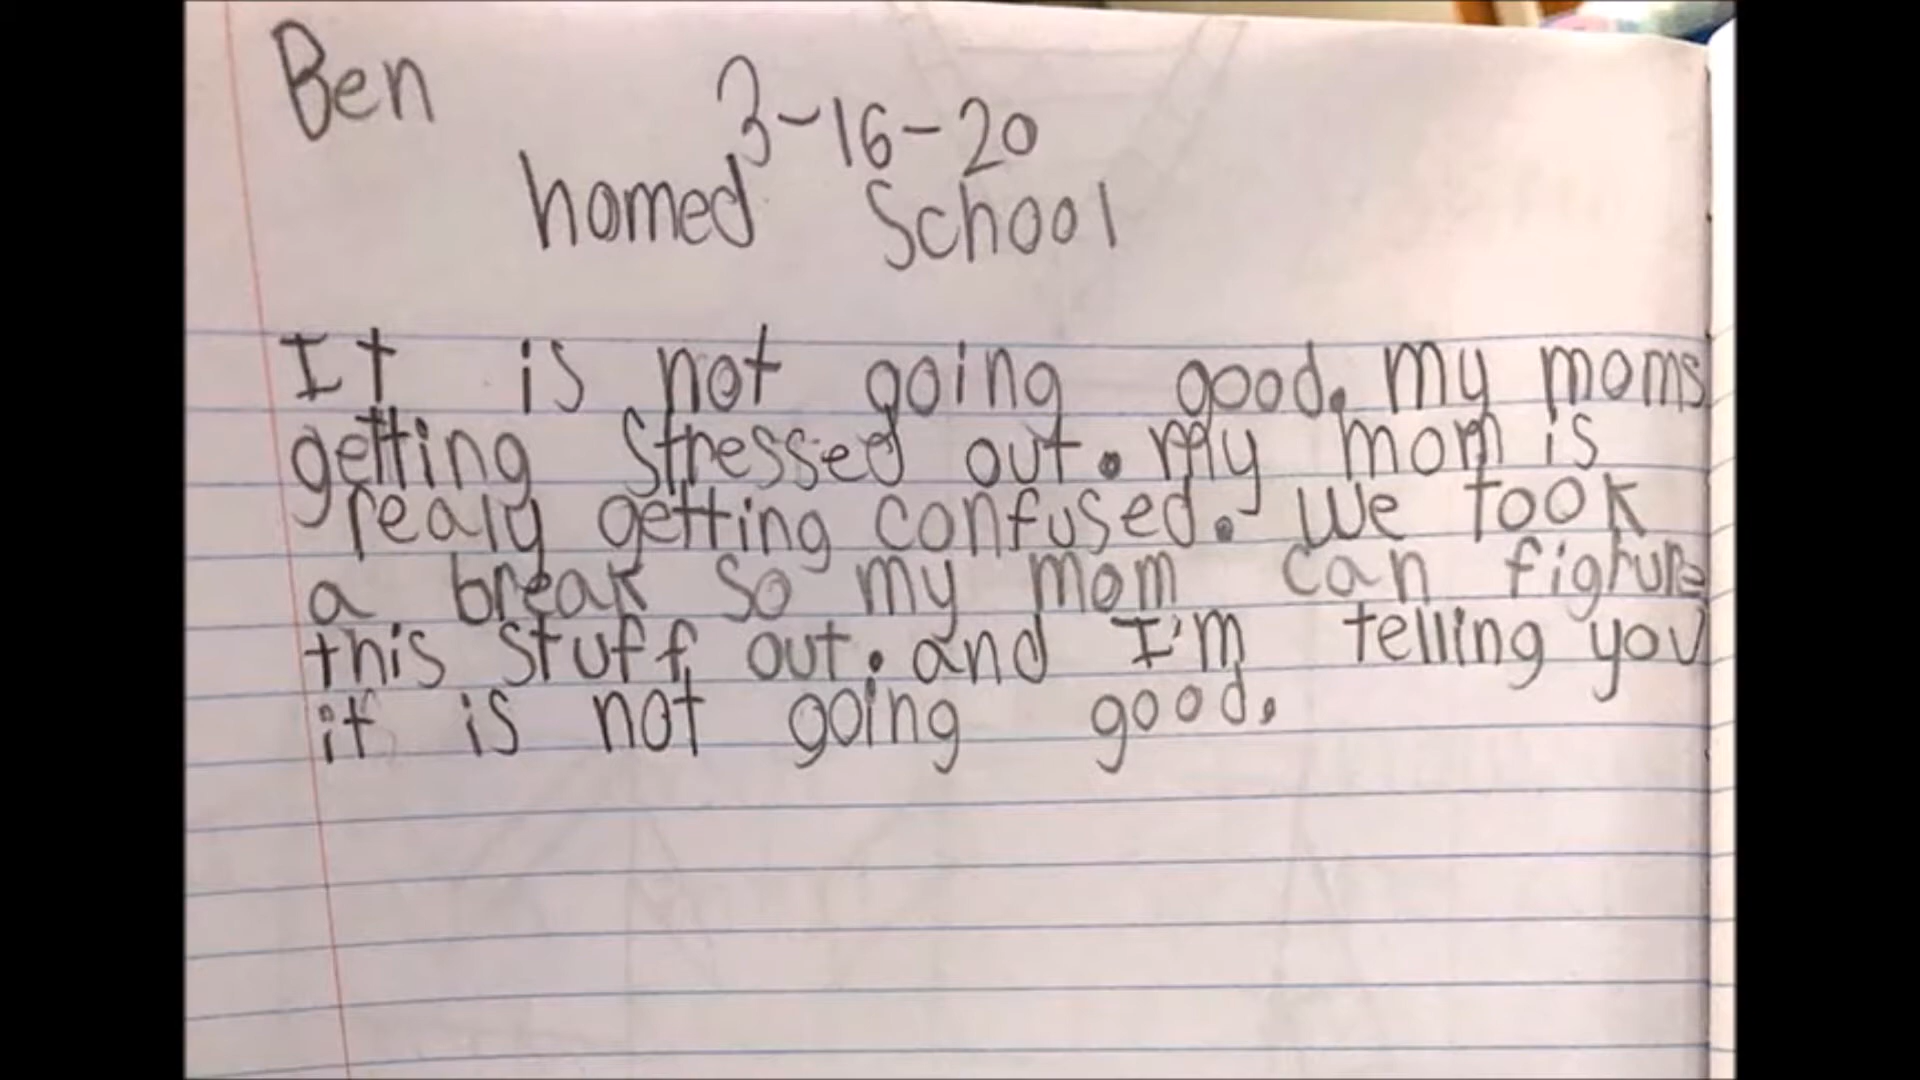 Ben
3-16-20
homed School
It is not going good. my moms
getting stressed out. My mom is
realy getting confused. We took
a break so my mom can fighure
this stuff out. and I'm telling you
it is not going good.